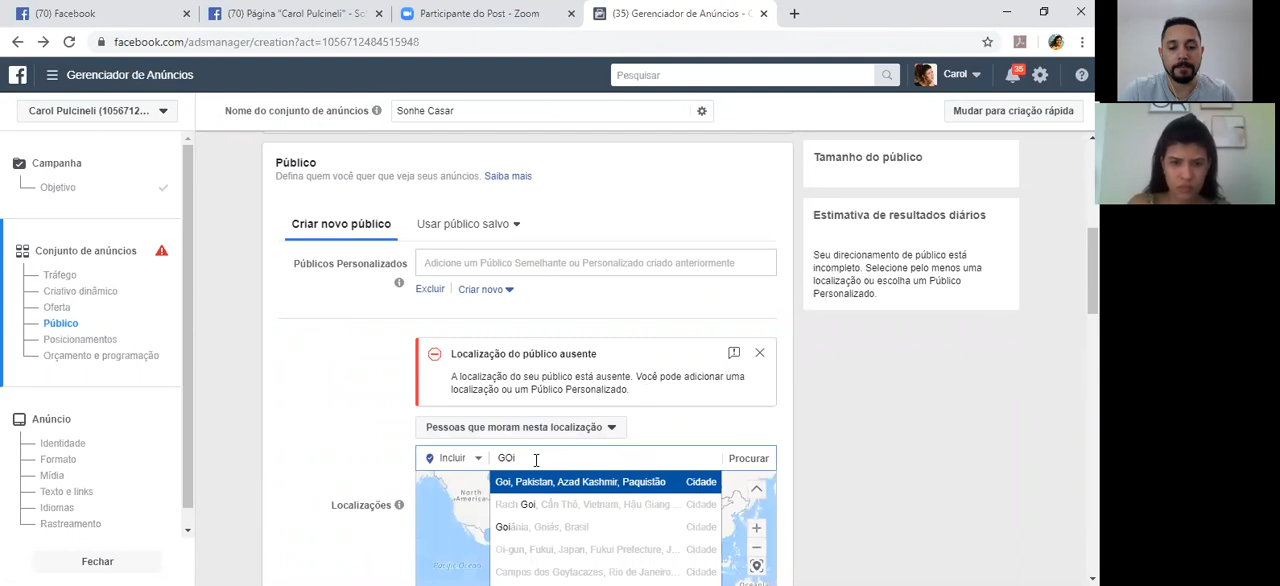 (70) Facebook
(70) Página "Carol Pulcineli" - So
Participante do Post - Zoom
(35) Gerenciador de Anúncios - C
facebook.com/adsmanager/creation?act=1056712484515948
Gerenciador de Anúncios
Pesquisar
Carol
35
Carol Pulcineli (1056712...
Nome do conjunto de anúncios
Sonhe Casar
Mudar para criação rápida
Campanha
Objetivo
Conjunto de anúncios
Tráfego
Criativo dinâmico
Oferta
Público
Posicionamentos
Orçamento e programação
Anúncio
Identidade
Formato
Mídia
Texto e links
Idiomas
Rastreamento
Fechar
Público
Defina quem você quer que veja seus anúncios. Saiba mais
Criar novo público
Usar público salvo
Públicos Personalizados
Adicione um Público Semelhante ou Personalizado criado anteriormente
Excluir
Criar novo
Localização do público ausente
A localização do seu público está ausente. Você pode adicionar uma
localização ou um Público Personalizado.
Pessoas que moram nesta localização
Incluir
GOi
Procurar
Localizações
Goi, Pakistan, Azad Kashmir, Paquistão Cidade
Rach Goi, Cần Thó, Vietnam, Hậu Giang ... Cidade
Goiânia, Goiás, Brasil Cidade
Oi-gun, Fukui, Japan, Fukui Prefecture, J... Cidade
Campos dos Goytacazes, Rio de Janeiro... Cidade
North
America
Pacific Ocean
Tamanho do público
Estimativa de resultados diários
Seu direcionamento de público está
incompleto. Selecione pelo menos uma
localização ou escolha um Público
Personalizado.